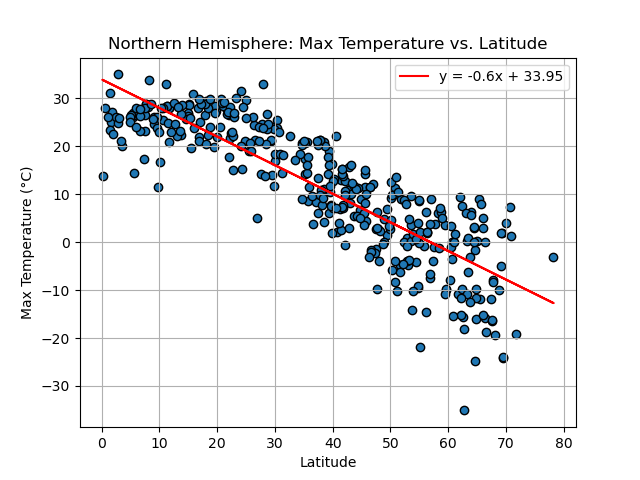 Northern Hemisphere: Max Temperature vs. Latitude
y = -0.6x + 33.95
Max Temperature (°C)
30
20
10
0
−10
−20
−30
0 10 20 30 40 50 60 70 80
Latitude